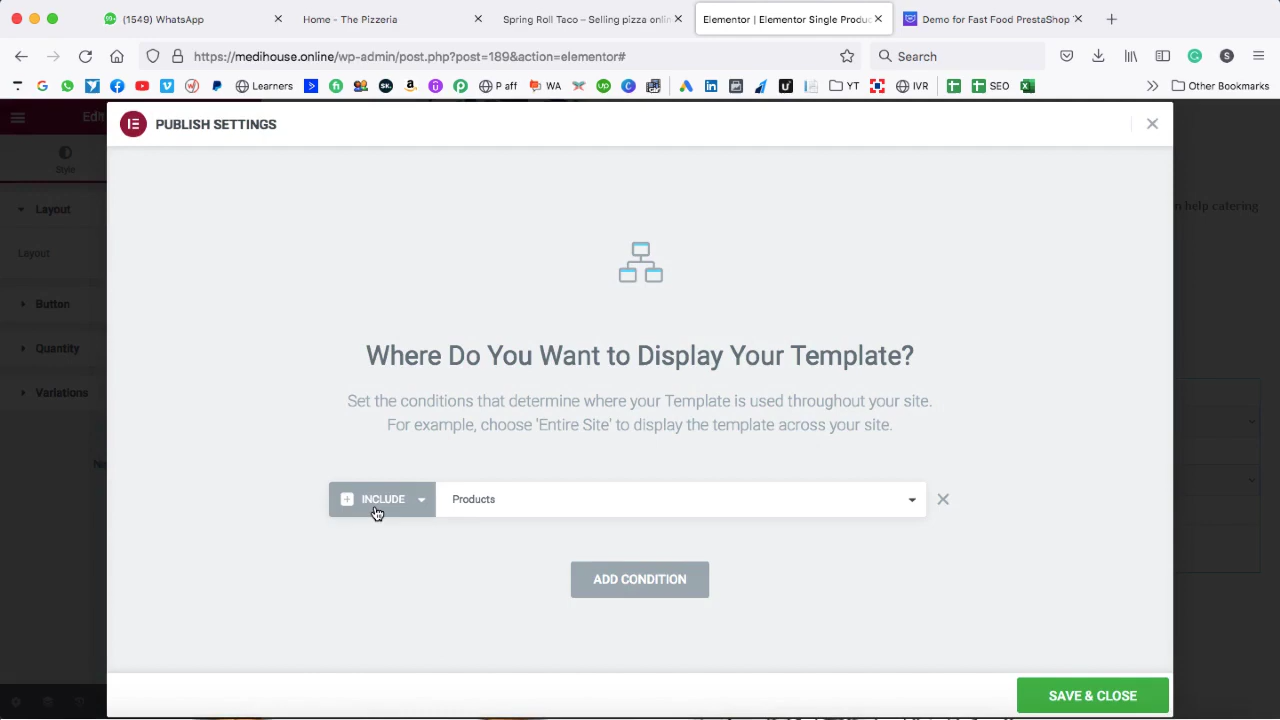 (1549) WhatsApp
Home - The Pizzeria
Spring Roll Taco – Selling pizza onlin
Elementor | Elementor Single Produc
Demo for Fast Food PrestaShop
https://medihouse.online/wp-admin/post.php?post=189&action=elementor#
Search
Learners
P aff
WA
YT
IVR
SEO
Other Bookmarks
Edi
PUBLISH SETTINGS
Style
Layout
n help catering
Layout
Button
Quantity
Variations
Where Do You Want to Display Your Template?
Set the conditions that determine where your Template is used throughout your site.
For example, choose 'Entire Site' to display the template across your site.
INCLUDE
Products
ADD CONDITION
SAVE & CLOSE